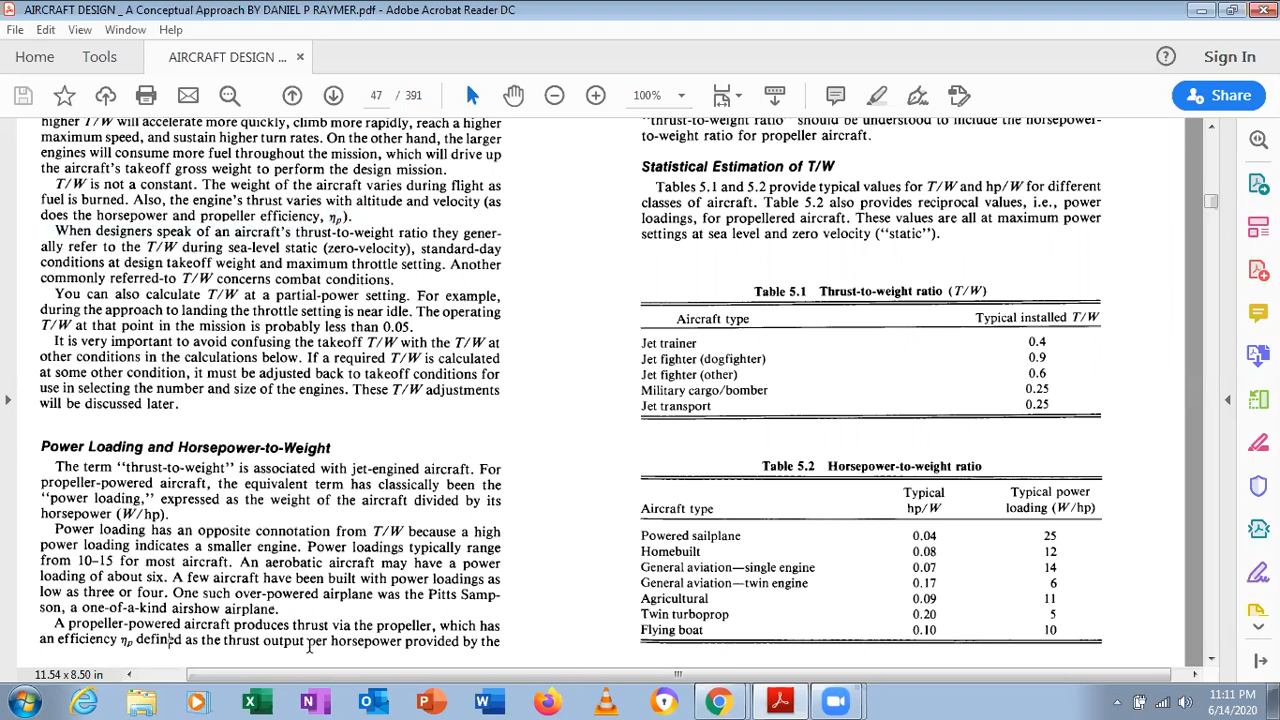 AIRCRAFT DESIGN _ A Conceptual Approach BY DANIEL P RAYMER.pdf - Adobe Acrobat Reader DC
File Edit View Window Help
Home Tools AIRCRAFT DESIGN ... × Sign In
47 / 391 100% Share
higher T/W will accelerate more quickly, climb more rapidly, reach a higher
maximum speed, and sustain higher turn rates. On the other hand, the larger
engines will consume more fuel throughout the mission, which will drive up
the aircraft's takeoff gross weight to perform the design mission.
T/W is not a constant. The weight of the aircraft varies during flight as
fuel is burned. Also, the engine's thrust varies with altitude and velocity (as
does the horsepower and propeller efficiency, ηp).
When designers speak of an aircraft's thrust-to-weight ratio they gener-
ally refer to the T/W during sea-level static (zero-velocity), standard-day
conditions at design takeoff weight and maximum throttle setting. Another
commonly referred-to T/W concerns combat conditions.
You can also calculate T/W at a partial-power setting. For example,
during the approach to landing the throttle setting is near idle. The operating
T/W at that point in the mission is probably less than 0.05.
It is very important to avoid confusing the takeoff T/W with the T/W at
other conditions in the calculations below. If a required T/W is calculated
at some other condition, it must be adjusted back to takeoff conditions for
use in selecting the number and size of the engines. These T/W adjustments
will be discussed later.
Power Loading and Horsepower-to-Weight
The term "thrust-to-weight" is associated with jet-engined aircraft. For
propeller-powered aircraft, the equivalent term has classically been the
"power loading," expressed as the weight of the aircraft divided by its
horsepower (W/hp).
Power loading has an opposite connotation from T/W because a high
power loading indicates a smaller engine. Power loadings typically range
from 10-15 for most aircraft. An aerobatic aircraft may have a power
loading of about six. A few aircraft have been built with power loadings as
low as three or four. One such over-powered airplane was the Pitts Samp-
son, a one-of-a-kind airshow airplane.
A propeller-powered aircraft produces thrust via the propeller, which has
an efficiency ηp defined as the thrust output per horsepower provided by the
"thrust-to-weight ratio" should be understood to include the horsepower-
to-weight ratio for propeller aircraft.
Statistical Estimation of T/W
Tables 5.1 and 5.2 provide typical values for T/W and hp/W for different
classes of aircraft. Table 5.2 also provides reciprocal values, i.e., power
loadings, for propellered aircraft. These values are all at maximum power
settings at sea level and zero velocity ("static").
Table 5.1 Thrust-to-weight ratio (T/W)
Aircraft type Typical installed T/W
Jet trainer 0.4
Jet fighter (dogfighter) 0.9
Jet fighter (other) 0.6
Military cargo/bomber 0.25
Jet transport 0.25
Table 5.2 Horsepower-to-weight ratio
Typical Typical power
Aircraft type hp/W loading (W/hp)
Powered sailplane 0.04 25
Homebuilt 0.08 12
General aviation—single engine 0.07 14
General aviation—twin engine 0.17 6
Agricultural 0.09 11
Twin turboprop 0.20 5
Flying boat 0.10 10
11.54 x 8.50 in
11:11 PM
6/14/2020